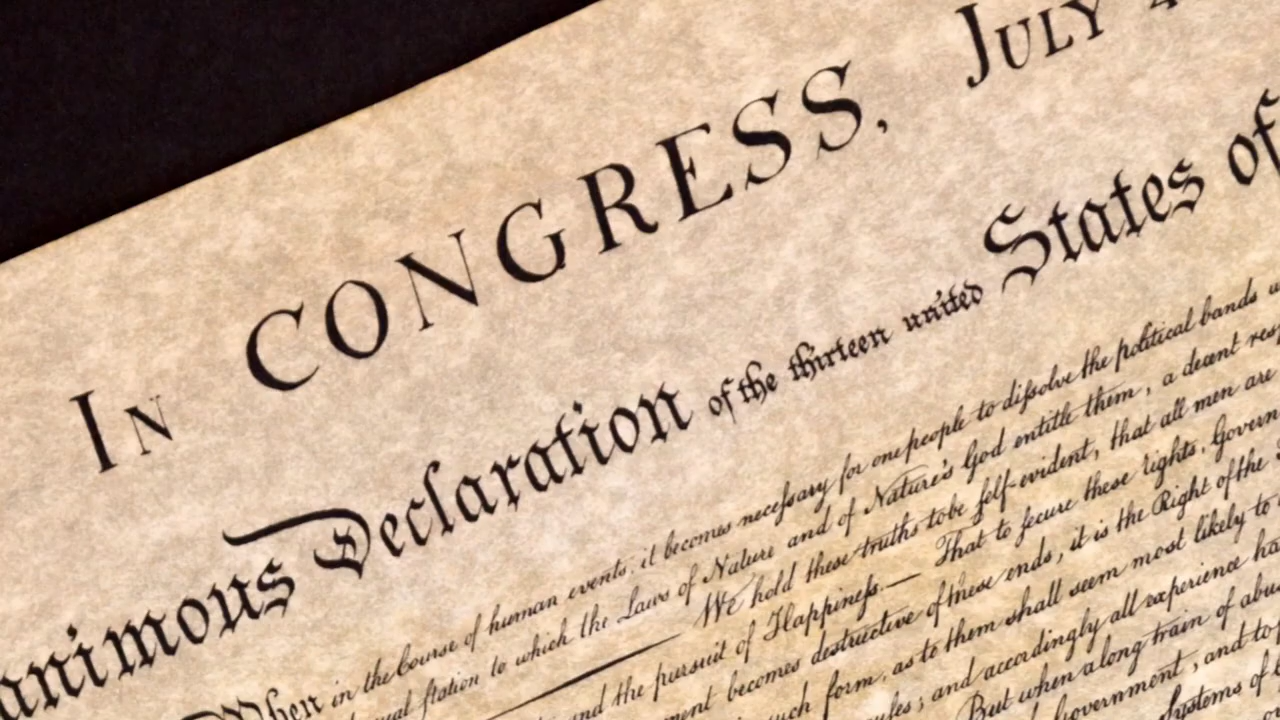 In CONGRESS, July 4
animous Declaration of the thirteen united States of
When in the Course of human events, it becomes neceſsary for one people to diſsolve the political bands
ual ſtation to which the Laws of Nature and of Nature's God entitle them, a decent res
We hold these truths to be ſelf-evident, that all men are
and the pursuit of Happineſs.— That to ſecure these rights, Govern
ment becomes destructive of these ends, it is the Right of the
such form, as to them shall seem most likely to
and accordingly all experience ha
But when a long train of abu
Government, and to
Systems of